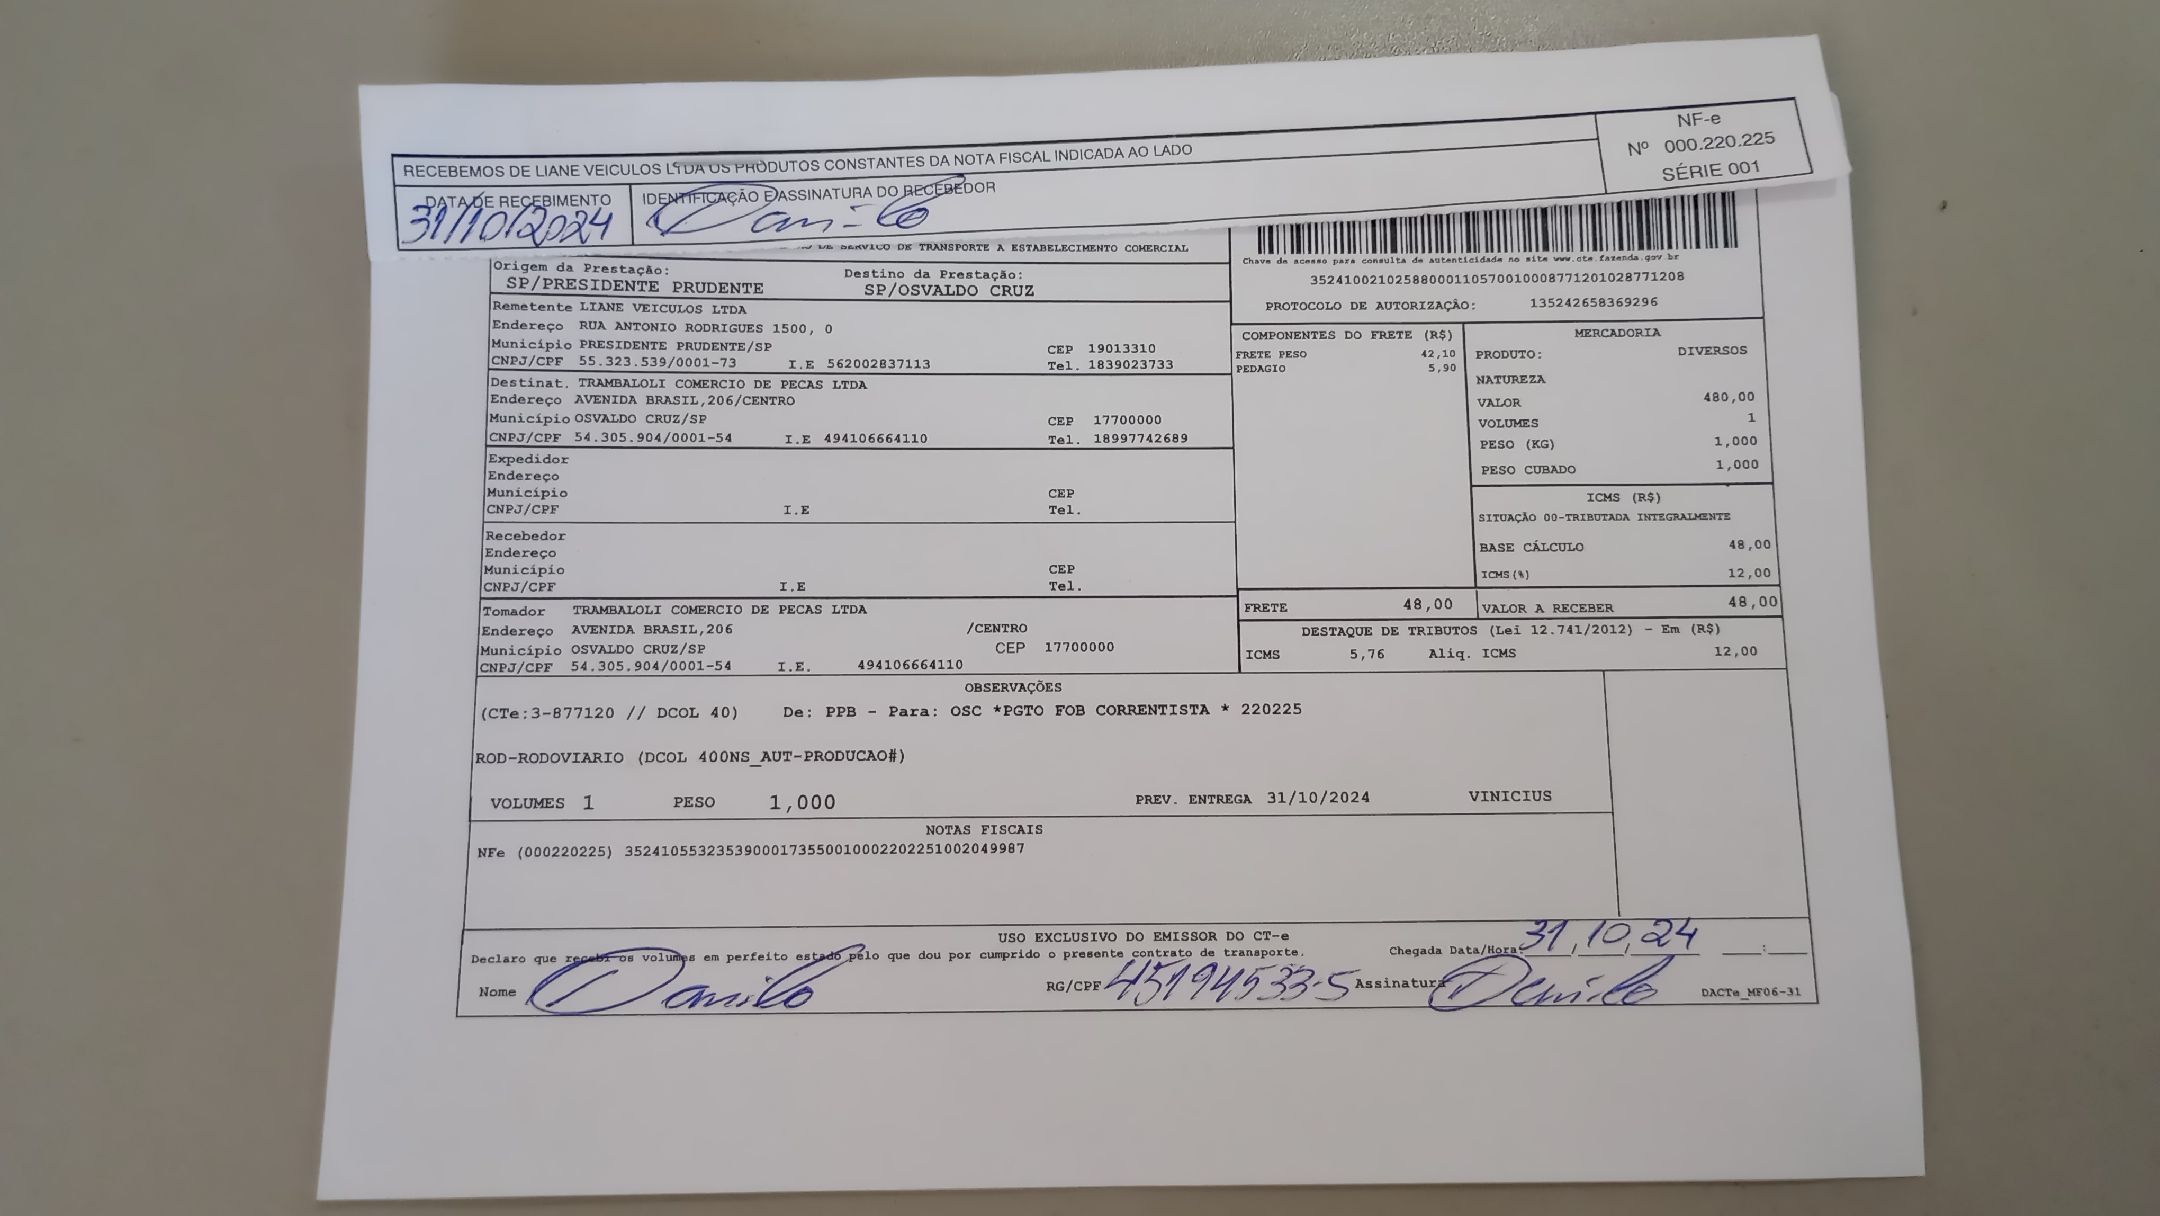 RECEBEMOS DE LIANE VEICULOS LTDA OS PRODUTOS CONSTANTES DA NOTA FISCAL INDICADA AO LADO
NF-e
Nº 000.220.225
SÉRIE 001
DATA DE RECEBIMENTO
31/10/2024
IDENTIFICAÇÃO E ASSINATURA DO RECEBEDOR
Danilo
DE SERVICO DE TRANSPORTE A ESTABELECIMENTO COMERCIAL
Origem da Prestação: Destino da Prestação:
SP/PRESIDENTE PRUDENTE SP/OSVALDO CRUZ
Chave de acesso para consulta de autenticidade no site www.cte.fazenda.gov.br
35241002102588000110570010008771201028771208
PROTOCOLO DE AUTORIZAÇÃO: 135242658369296
Remetente LIANE VEICULOS LTDA
Endereço RUA ANTONIO RODRIGUES 1500, 0
Município PRESIDENTE PRUDENTE/SP CEP 19013310
CNPJ/CPF 55.323.539/0001-73 I.E 562002837113 Tel. 1839023733
Destinat. TRAMBALOLI COMERCIO DE PECAS LTDA
Endereço AVENIDA BRASIL,206/CENTRO
Município OSVALDO CRUZ/SP CEP 17700000
CNPJ/CPF 54.305.904/0001-54 I.E 494106664110 Tel. 18997742689
Expedidor
Endereço
Município CEP
CNPJ/CPF I.E Tel.
Recebedor
Endereço
Município CEP
CNPJ/CPF I.E Tel.
Tomador TRAMBALOLI COMERCIO DE PECAS LTDA
Endereço AVENIDA BRASIL,206 /CENTRO
Município OSVALDO CRUZ/SP CEP 17700000
CNPJ/CPF 54.305.904/0001-54 I.E. 494106664110
COMPONENTES DO FRETE (R$)
FRETE PESO 42,10
PEDAGIO 5,90
MERCADORIA
PRODUTO: DIVERSOS
NATUREZA
VALOR 480,00
VOLUMES 1
PESO (KG) 1,000
PESO CUBADO 1,000
ICMS (R$)
SITUAÇÃO 00-TRIBUTADA INTEGRALMENTE
BASE CÁLCULO 48,00
ICMS(%) 12,00
FRETE 48,00 VALOR A RECEBER 48,00
DESTAQUE DE TRIBUTOS (Lei 12.741/2012) - Em (R$)
ICMS 5,76 Aliq. ICMS 12,00
OBSERVAÇÕES
(CTe:3-877120 // DCOL 40) De: PPB - Para: OSC *PGTO FOB CORRENTISTA * 220225
ROD-RODOVIARIO (DCOL 400NS_AUT-PRODUCAO#)
VOLUMES 1 PESO 1,000 PREV. ENTREGA 31/10/2024 VINICIUS
NOTAS FISCAIS
NFe (000220225) 35241055323539000173550010002202251002049987
USO EXCLUSIVO DO EMISSOR DO CT-e
Declaro que recebi os volumes em perfeito estado pelo que dou por cumprido o presente contrato de transporte.
Chegada Data/Hora: 31/10/24 __:__
Nome Danilo RG/CPF 45194533-5 Assinatura Danilo DACTe_MF06-31